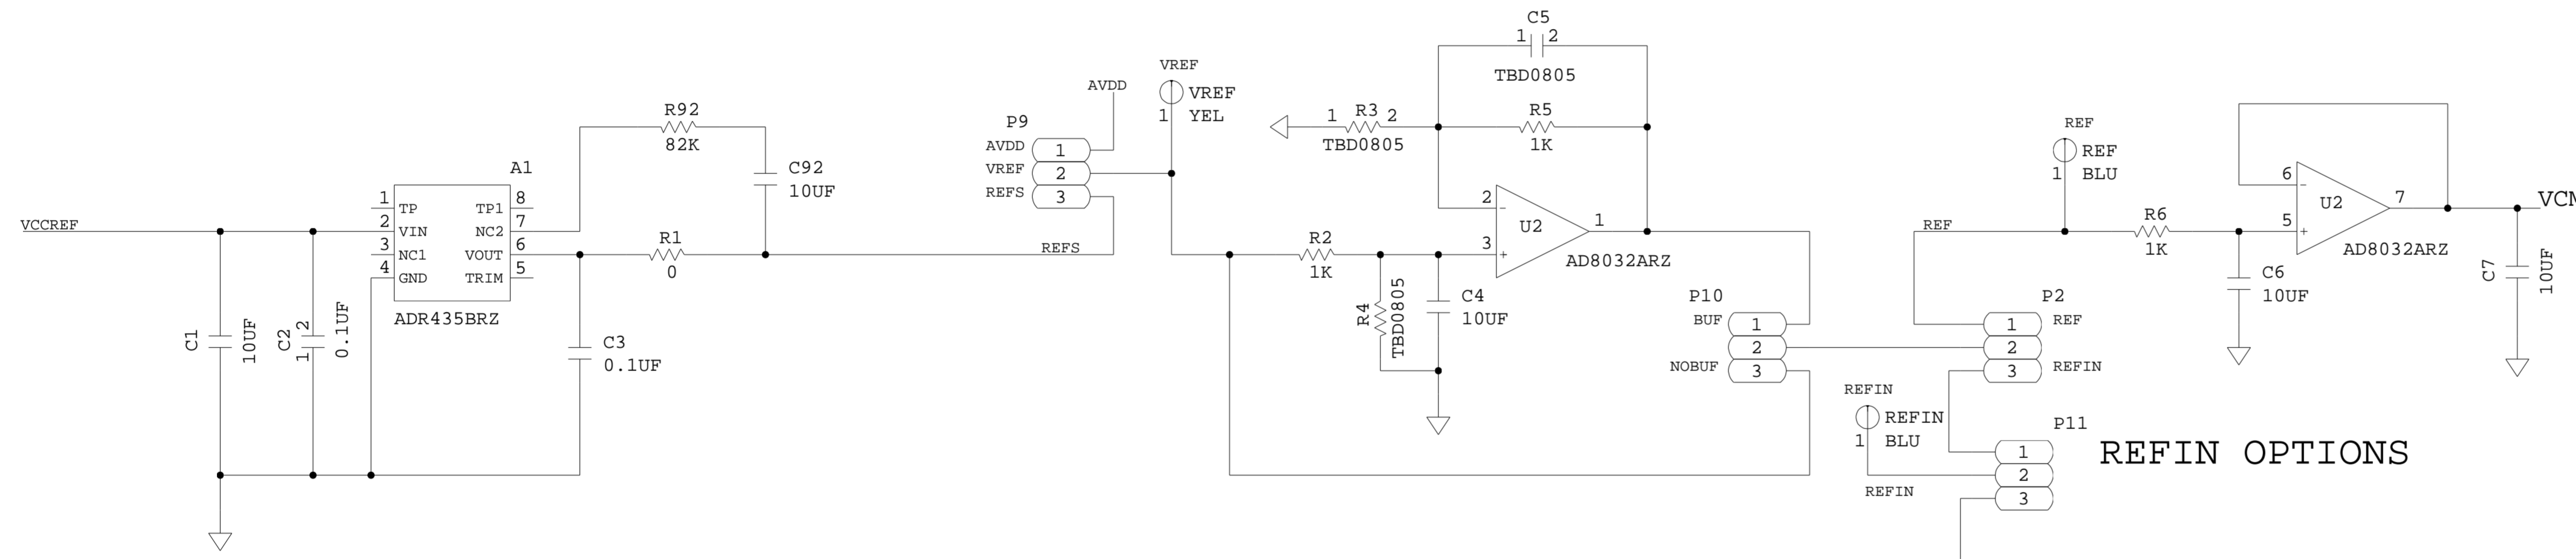 VCCREF
C1
10UF
C2
1 2
0.1UF
A1
1 TP
2 VIN
3 NC1
4 GND
TP1 8
NC2 7
VOUT 6
TRIM 5
ADR435BRZ
R92
82K
C92
10UF
R1
0
C3
0.1UF
REFS
P9
AVDD 1
VREF 2
REFS 3
AVDD
VREF
VREF
1 YEL
C5
1 2
TBD0805
1 R3 2
TBD0805
R5
1K
R2
1K
R4
TBD0805
C4
10UF
2 -
3 +
U2
1
AD8032ARZ
P10
BUF 1
2
NOBUF 3
REF
REF
REF
1 BLU
P2
1 REF
2
3 REFIN
REFIN
REFIN
1 BLU
REFIN
P11
1
2
3
REFIN OPTIONS
R6
1K
C6
10UF
6 -
5 +
U2
7
AD8032ARZ
C7
10UF